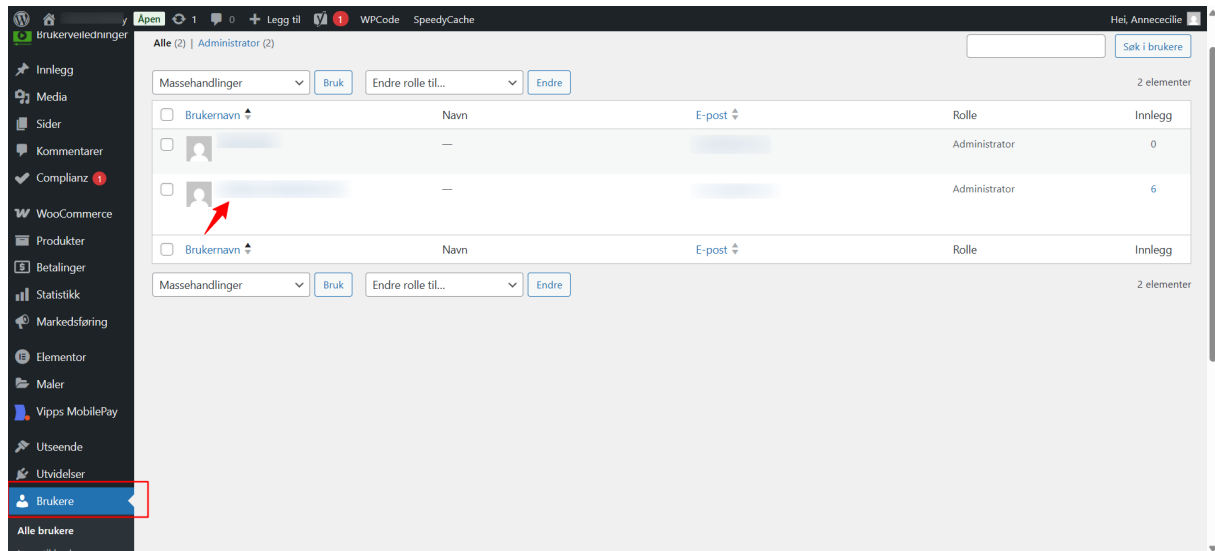 y Åpen 1 0 Legg til 1 WPCode SpeedyCache Hei, Annececilie
Brukerveiledninger
Innlegg
Media
Sider
Kommentarer
Complianz 1
WooCommerce
Produkter
Betalinger
Statistikk
Markedsføring
Elementor
Maler
Vipps MobilePay
Utseende
Utvidelser
Brukere
Alle brukere
Alle (2) | Administrator (2)
Søk i brukere
Massehandlinger Bruk Endre rolle til... Endre 2 elementer
Brukernavn Navn E-post Rolle Innlegg
— Administrator 0
— Administrator 6
Brukernavn Navn E-post Rolle Innlegg
Massehandlinger Bruk Endre rolle til... Endre 2 elementer